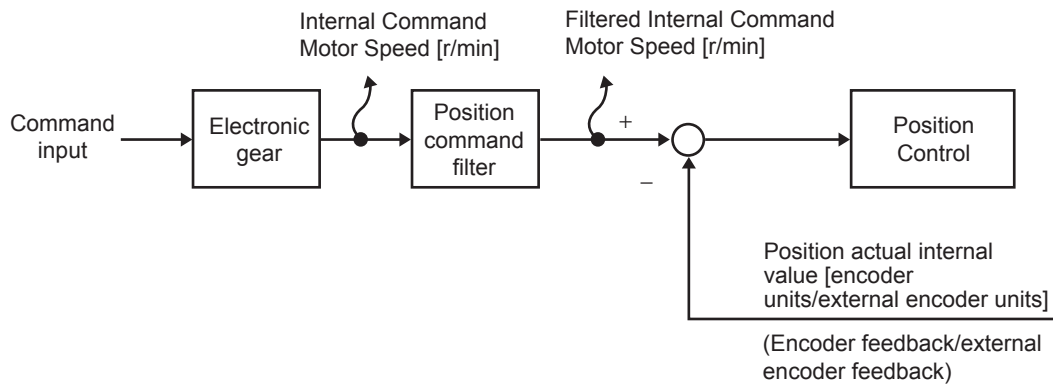 Internal Command
Motor Speed [r/min]
Filtered Internal Command
Motor Speed [r/min]
Command
input
Electronic
gear
Position
command
filter
+
−
Position
Control
Position actual internal
value [encoder
units/external encoder units]
(Encoder feedback/external
encoder feedback)